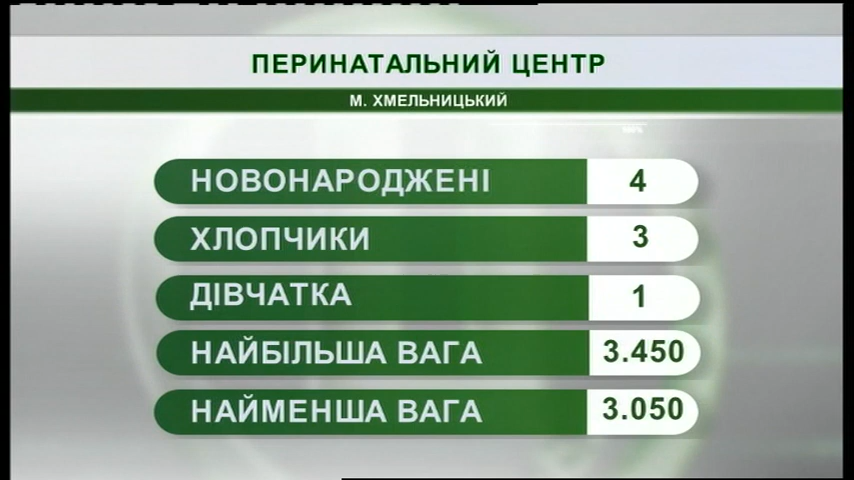 ПЕРИНАТАЛЬНИЙ ЦЕНТР
М. ХМЕЛЬНИЦЬКИЙ
НОВОНАРОДЖЕНІ 4
ХЛОПЧИКИ 3
ДІВЧАТКА 1
НАЙБІЛЬША ВАГА 3.450
НАЙМЕНША ВАГА 3.050